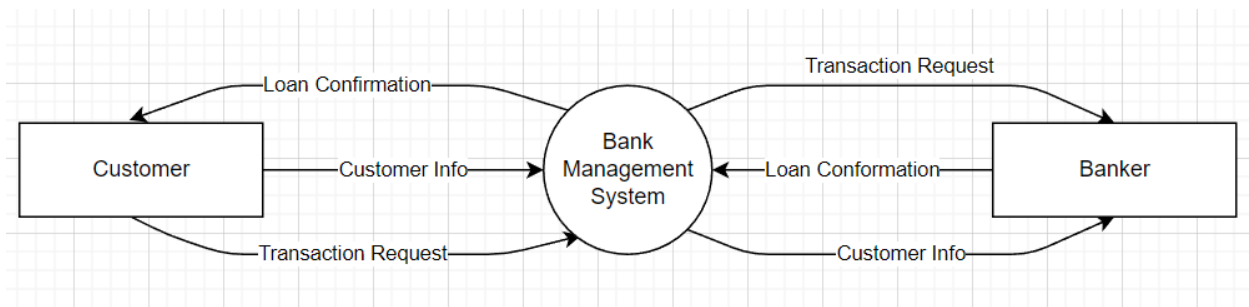 Transaction Request
Loan Confirmation
Bank
Management
System
Customer
Customer Info
Loan Conformation
Banker
Transaction Request
Customer Info